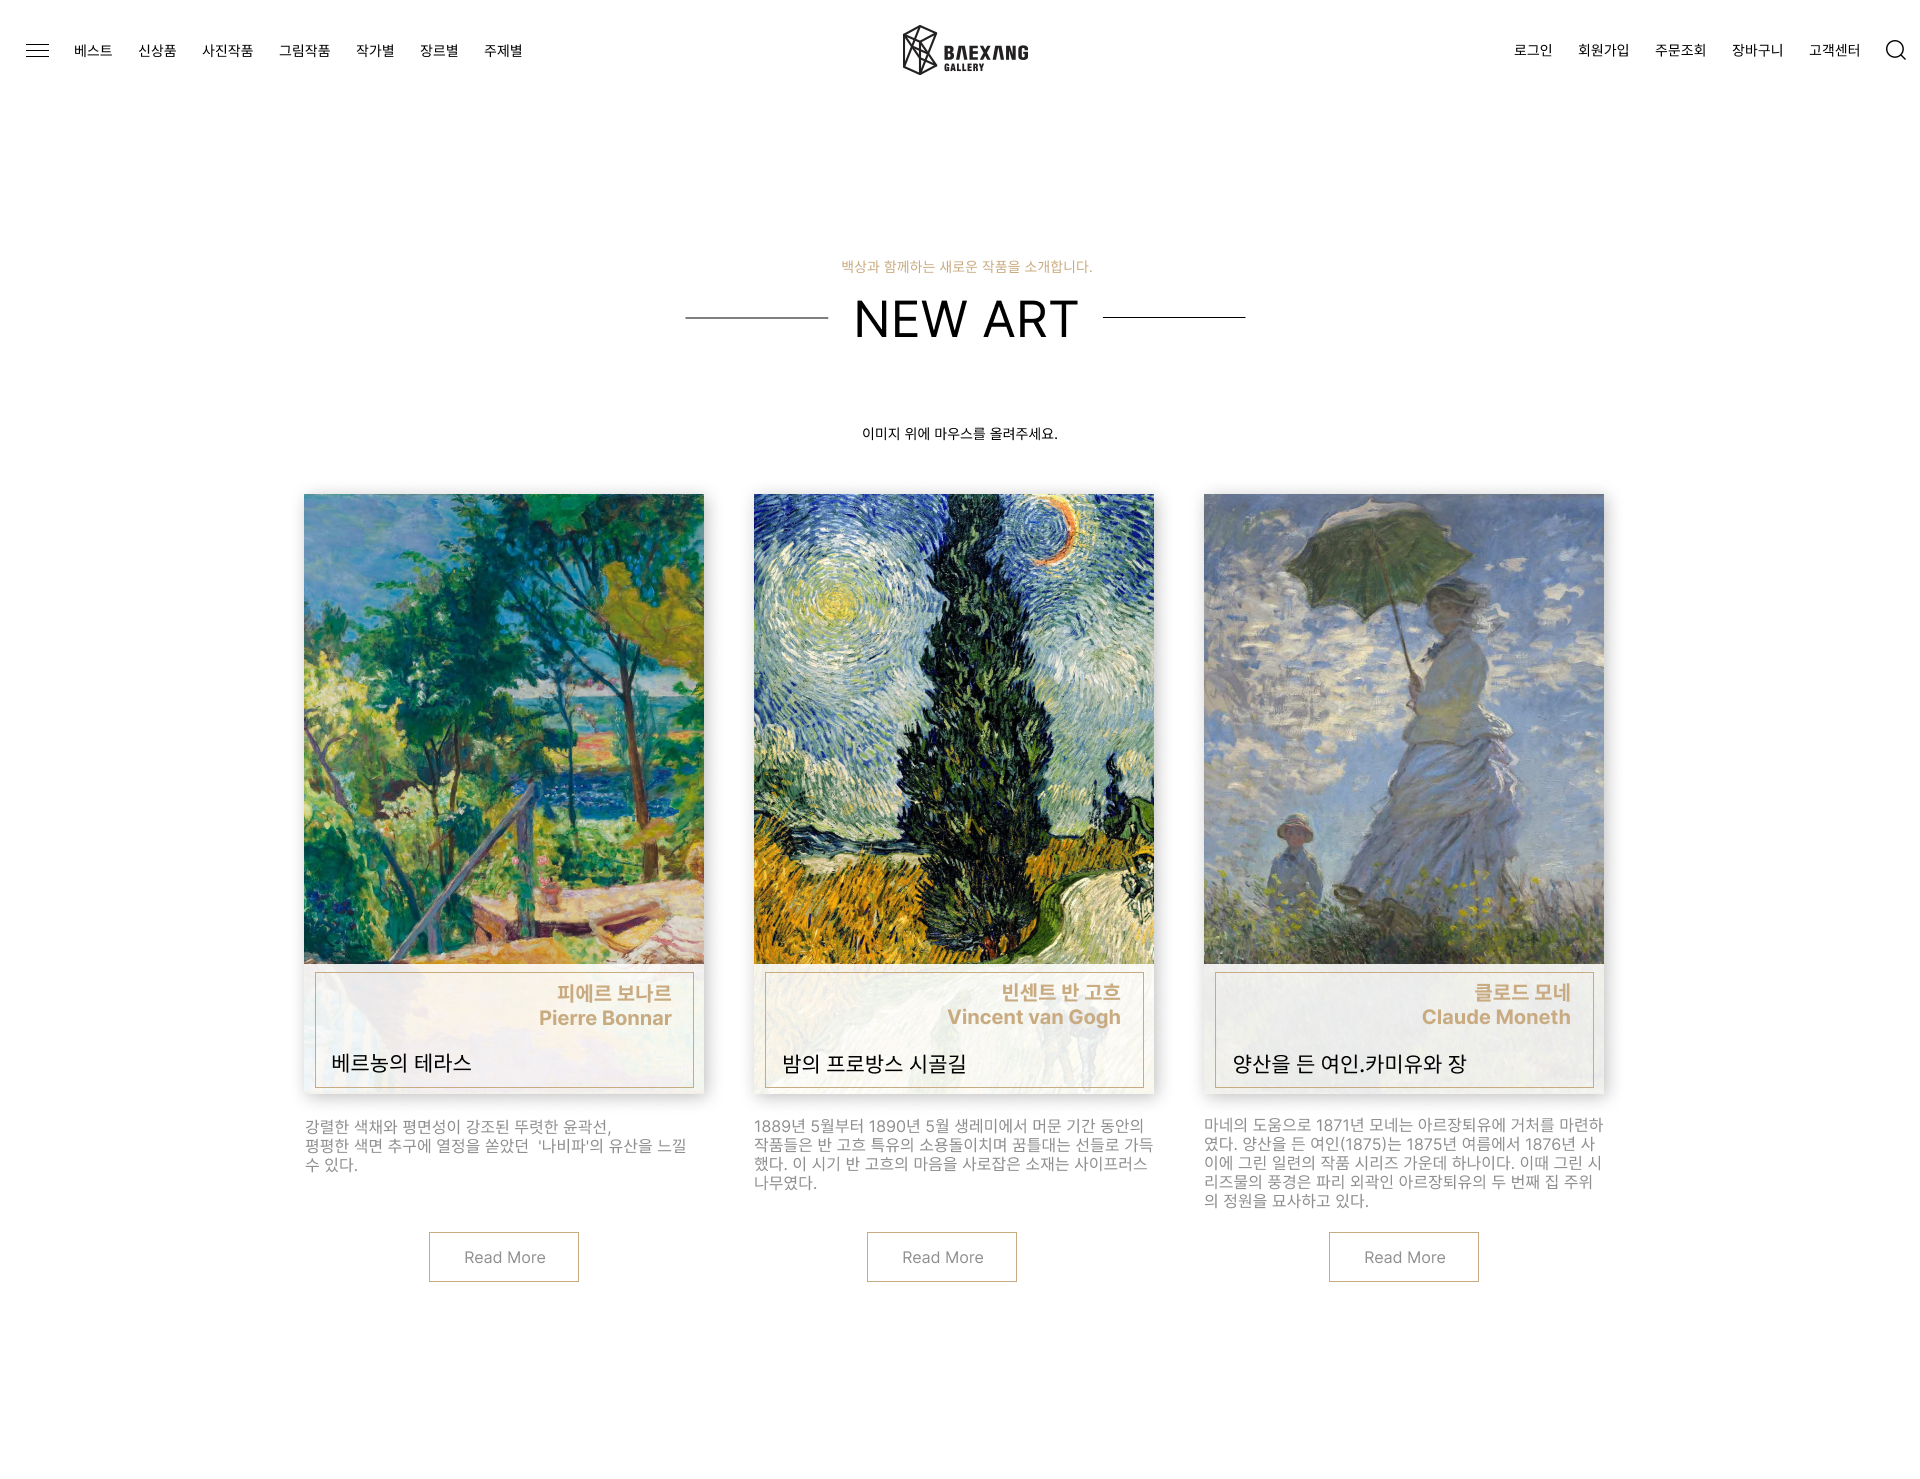 베스트 신상품 사진작품 그림작품 작가별 장르별 주제별
BAEXANG
GALLERY
로그인 회원가입 주문조회 장바구니 고객센터
백상과 함께하는 새로운 작품을 소개합니다.
NEW ART
이미지 위에 마우스를 올려주세요.
피에르 보나르
Pierre Bonnar
베르농의 테라스
강렬한 색채와 평면성이 강조된 뚜렷한 윤곽선,
평평한 색면 추구에 열정을 쏟았던 '나비파'의 유산을 느낄
수 있다.
Read More
빈센트 반 고흐
Vincent van Gogh
밤의 프로방스 시골길
1889년 5월부터 1890년 5월 생레미에서 머문 기간 동안의
작품들은 반 고흐 특유의 소용돌이치며 꿈틀대는 선들로 가득
했다. 이 시기 반 고흐의 마음을 사로잡은 소재는 사이프러스
나무였다.
Read More
클로드 모네
Claude Moneth
양산을 든 여인.카미유와 장
마네의 도움으로 1871년 모네는 아르장퇴유에 거처를 마련하
였다. 양산을 든 여인(1875)는 1875년 여름에서 1876년 사
이에 그린 일련의 작품 시리즈 가운데 하나이다. 이때 그린 시
리즈물의 풍경은 파리 외곽인 아르장퇴유의 두 번째 집 주위
의 정원을 묘사하고 있다.
Read More